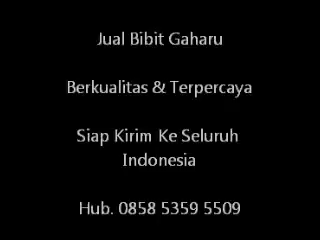 Jual Bibit Gaharu
Berkualitas & Terpercaya
Siap Kirim Ke Seluruh
Indonesia
Hub. 0858 5359 5509